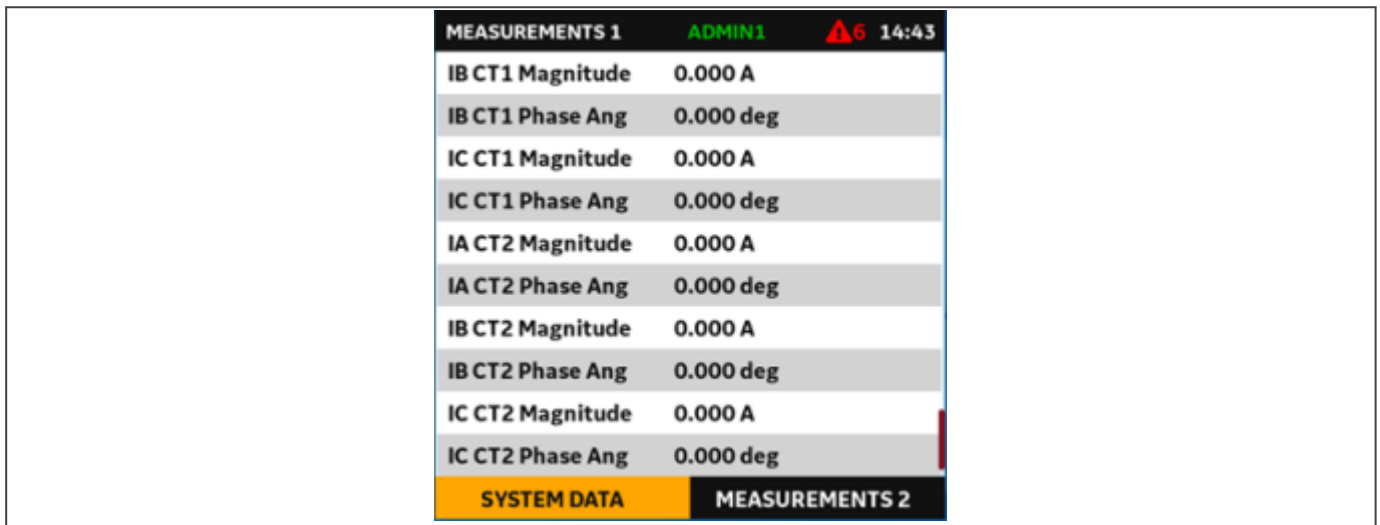 MEASUREMENTS 1 ADMIN1 6 14:43
IB CT1 Magnitude 0.000 A
IB CT1 Phase Ang 0.000 deg
IC CT1 Magnitude 0.000 A
IC CT1 Phase Ang 0.000 deg
IA CT2 Magnitude 0.000 A
IA CT2 Phase Ang 0.000 deg
IB CT2 Magnitude 0.000 A
IB CT2 Phase Ang 0.000 deg
IC CT2 Magnitude 0.000 A
IC CT2 Phase Ang 0.000 deg
SYSTEM DATA MEASUREMENTS 2